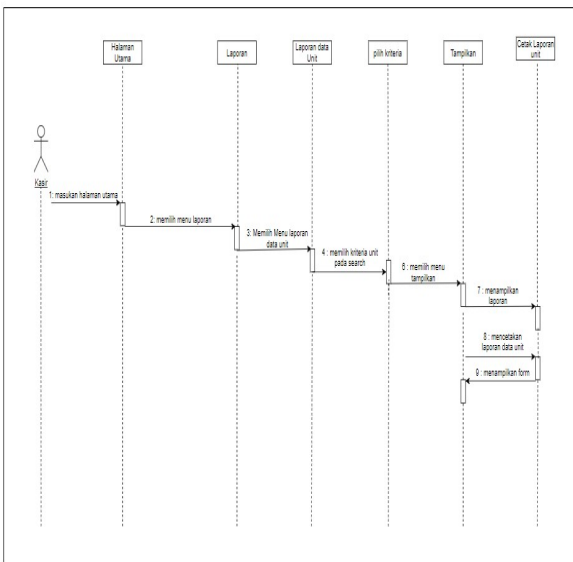 Halaman
Utama
Laporan
Laporan data
Unit
pilih kriteria
Tampilkan
Cetak Laporan
unit
Kasir
1: masukan halaman utama
2: memilih menu laporan
3: Memilih Menu laporan
data unit
4 : memilih kriteria unit
pada search
6 : memilih menu
tampilkan
7 : menampilkan
laporan
8 : mencetakan
laporan data unit
9 : menampilkan form